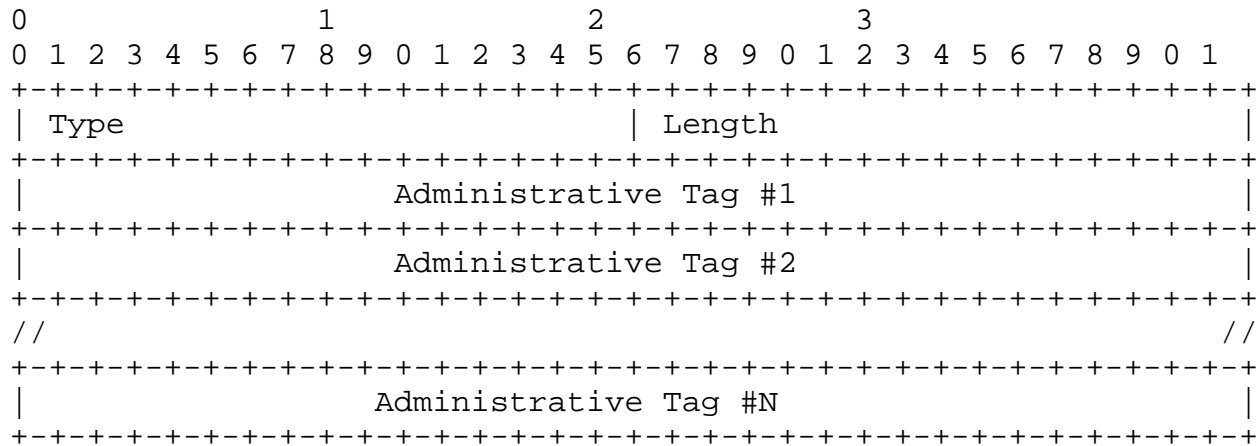 0                   1                   2                   3
0 1 2 3 4 5 6 7 8 9 0 1 2 3 4 5 6 7 8 9 0 1 2 3 4 5 6 7 8 9 0 1
+-+-+-+-+-+-+-+-+-+-+-+-+-+-+-+-+-+-+-+-+-+-+-+-+-+-+-+-+-+-+-+-+
| Type                          | Length                        |
+-+-+-+-+-+-+-+-+-+-+-+-+-+-+-+-+-+-+-+-+-+-+-+-+-+-+-+-+-+-+-+-+
|                   Administrative Tag #1                       |
+-+-+-+-+-+-+-+-+-+-+-+-+-+-+-+-+-+-+-+-+-+-+-+-+-+-+-+-+-+-+-+-+
|                   Administrative Tag #2                       |
+-+-+-+-+-+-+-+-+-+-+-+-+-+-+-+-+-+-+-+-+-+-+-+-+-+-+-+-+-+-+-+-+
//                                                             //
+-+-+-+-+-+-+-+-+-+-+-+-+-+-+-+-+-+-+-+-+-+-+-+-+-+-+-+-+-+-+-+-+
|                  Administrative Tag #N                        |
+-+-+-+-+-+-+-+-+-+-+-+-+-+-+-+-+-+-+-+-+-+-+-+-+-+-+-+-+-+-+-+-+